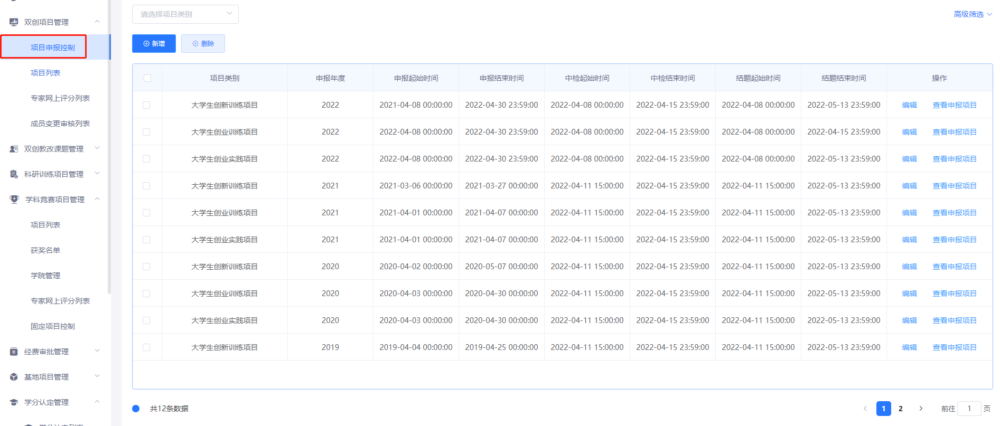 双创项目管理
项目申报控制
项目列表
专家网上评分列表
成员变更审核列表
双创教改课题管理
科研训练项目管理
学科竞赛项目管理
项目列表
获奖名单
学院管理
专家网上评分列表
固定项目控制
经费审批管理
基地项目管理
学分认定管理
学分认定列表
请选择项目类别
高级筛选
新增 删除
项目类别 申报年度 申报起始时间 申报结束时间 中检起始时间 中检结束时间 结题起始时间 结题结束时间 操作
大学生创新训练项目 2022 2021-04-08 00:00:00 2022-04-30 23:59:00 2022-04-08 00:00:00 2022-04-15 23:59:00 2022-04-08 00:00:00 2022-05-13 23:59:00 编辑 查看申报项目
大学生创业训练项目 2022 2022-04-08 00:00:00 2022-04-30 23:59:00 2022-04-08 00:00:00 2022-04-15 23:59:00 2022-04-08 00:00:00 2022-04-15 23:59:00 编辑 查看申报项目
大学生创业实践项目 2022 2022-04-08 00:00:00 2022-04-30 23:59:00 2022-04-08 00:00:00 2022-04-15 23:59:00 2022-04-08 00:00:00 2022-05-13 23:59:00 编辑 查看申报项目
大学生创新训练项目 2021 2021-03-06 00:00:00 2021-03-27 00:00:00 2022-04-11 15:00:00 2022-04-15 23:59:00 2022-04-11 15:00:00 2022-05-13 23:59:00 编辑 查看申报项目
大学生创业训练项目 2021 2021-04-01 00:00:00 2021-04-07 00:00:00 2022-04-11 15:00:00 2022-04-15 23:59:00 2022-04-11 15:00:00 2022-05-13 23:59:00 编辑 查看申报项目
大学生创业实践项目 2021 2021-04-01 00:00:00 2021-04-07 00:00:00 2022-04-11 15:00:00 2022-04-15 23:59:00 2022-04-11 15:00:00 2022-05-13 23:59:00 编辑 查看申报项目
大学生创新训练项目 2020 2020-04-02 00:00:00 2020-05-07 00:00:00 2022-04-11 15:00:00 2022-04-15 23:59:00 2022-04-11 15:00:00 2022-05-13 23:59:00 编辑 查看申报项目
大学生创业训练项目 2020 2020-04-03 00:00:00 2020-04-30 00:00:00 2022-04-11 15:00:00 2022-04-15 23:59:00 2022-04-11 15:00:00 2022-05-13 23:59:00 编辑 查看申报项目
大学生创业实践项目 2020 2020-04-03 00:00:00 2020-04-30 00:00:00 2022-04-11 15:00:00 2022-04-15 23:59:00 2022-04-11 15:00:00 2022-05-13 23:59:00 编辑 查看申报项目
大学生创新训练项目 2019 2019-04-04 00:00:00 2019-04-25 00:00:00 2022-04-11 15:00:00 2022-04-15 23:59:00 2022-04-11 15:00:00 2022-05-13 23:59:00 编辑 查看申报项目
共12条数据
1 2 前往 1 页